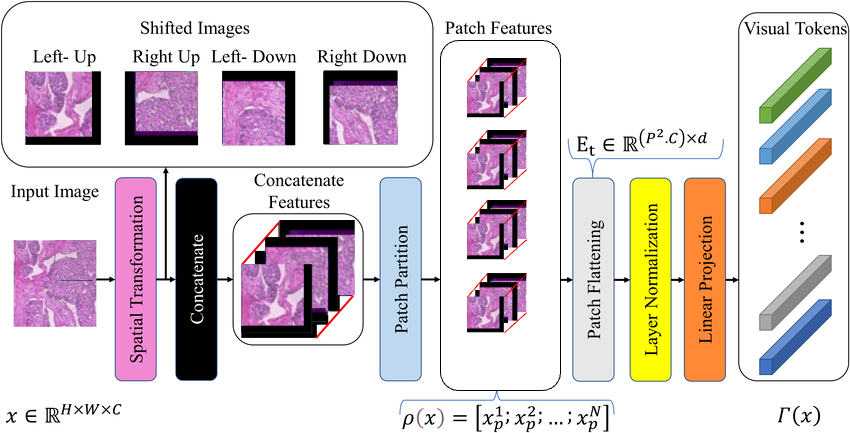 Shifted Images
Left- Up
Right Up
Left- Down
Right Down
Patch Features
Visual Tokens
E_t ∈ ℝ^{(P².C)×d}
Input Image
Spatial Transformation
Concatenate
Concatenate
Features
Patch Partition
Patch Flattening
Layer Normalization
Linear Projection
...
x ∈ ℝ^{H×W×C}
ρ(x) = [x_p^1; x_p^2; …; x_p^N]
Γ(x)